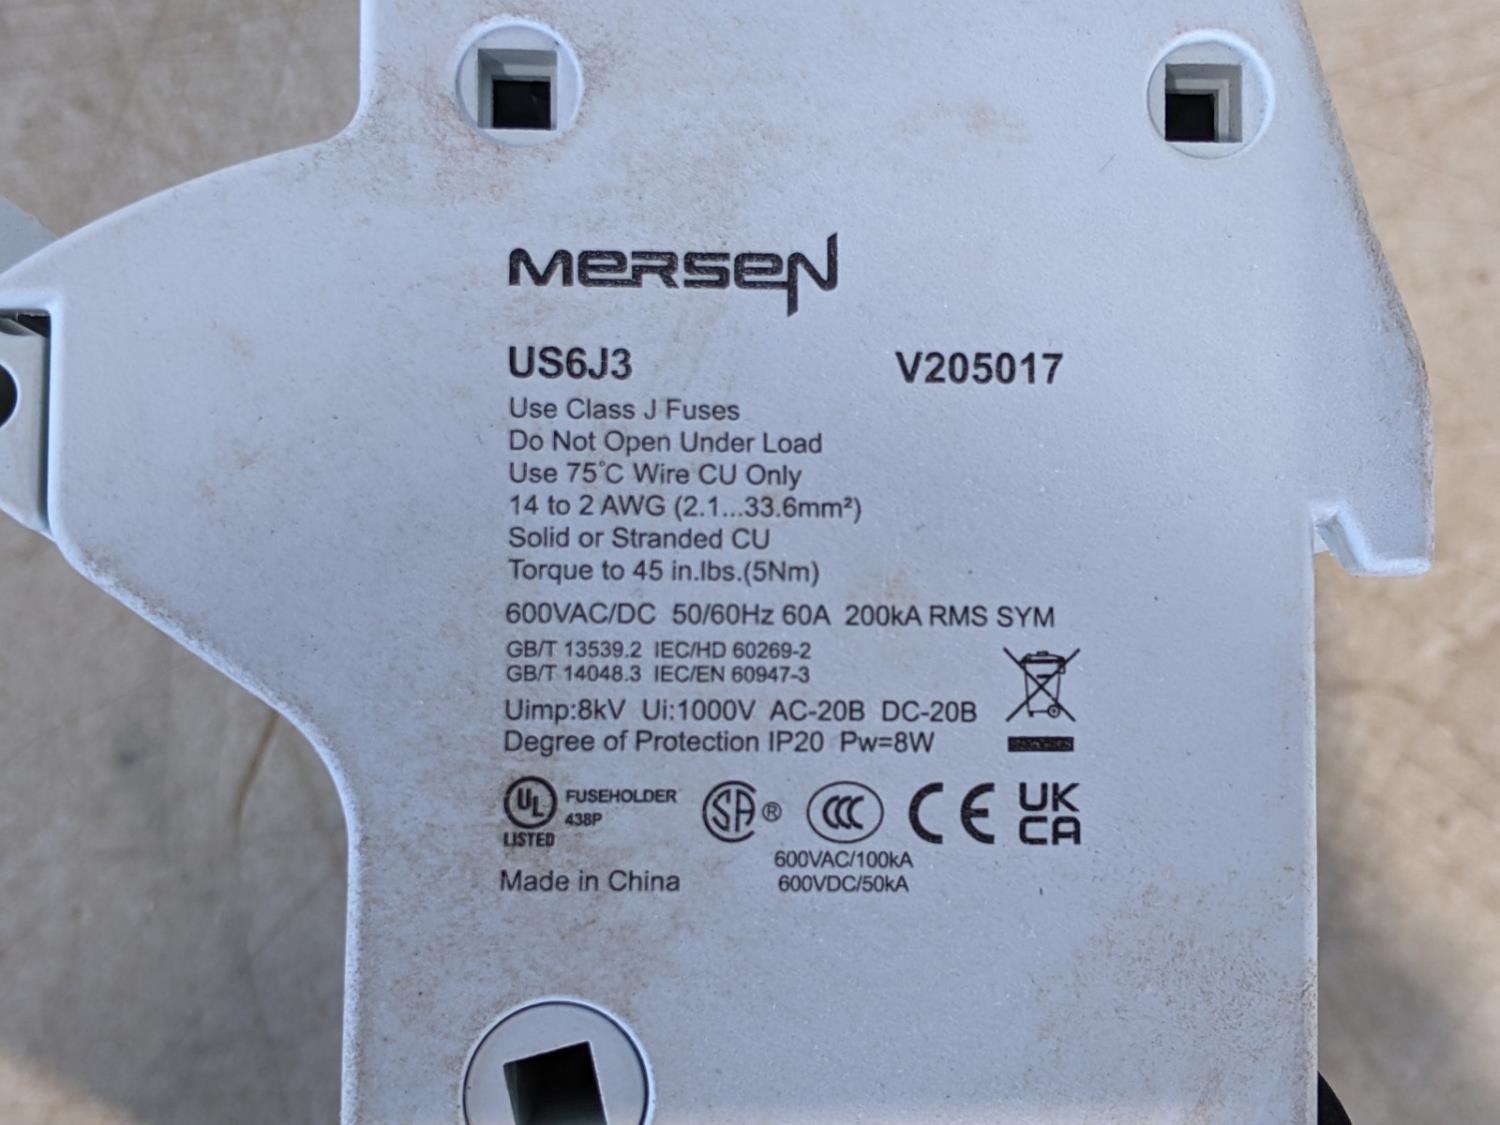 MERSEN
US6J3 V205017
Use Class J Fuses
Do Not Open Under Load
Use 75°C Wire CU Only
14 to 2 AWG (2.1...33.6mm²)
Solid or Stranded CU
Torque to 45 in.lbs.(5Nm)
600VAC/DC 50/60Hz 60A 200kA RMS SYM
GB/T 13539.2 IEC/HD 60269-2
GB/T 14048.3 IEC/EN 60947-3
Uimp:8kV Ui:1000V AC-20B DC-20B
Degree of Protection IP20 Pw=8W
UL LISTED FUSEHOLDER 438P SA ® CCC CE UKCA
600VAC/100kA
Made in China 600VDC/50kA